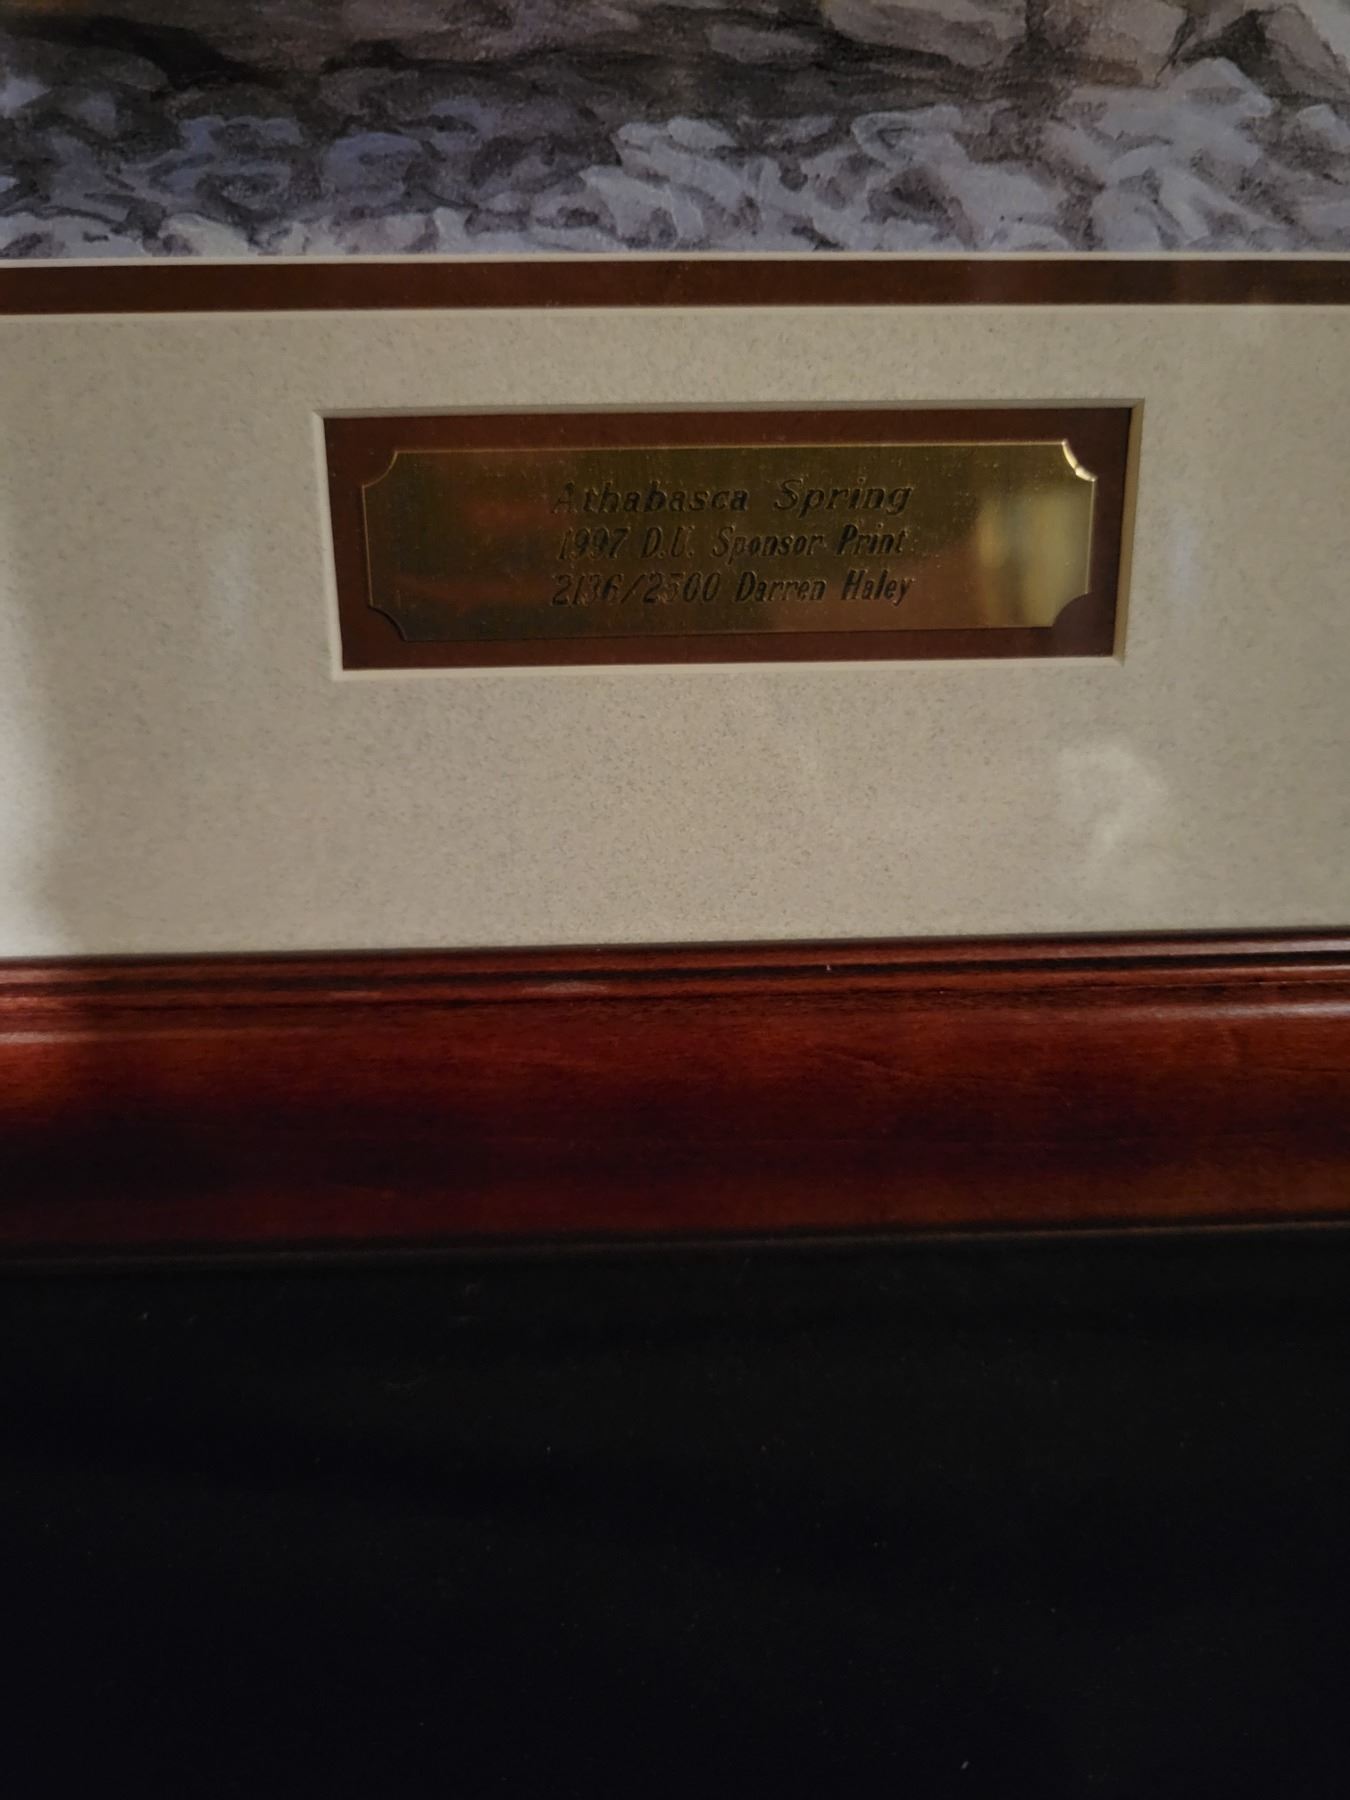 Athabasca Spring
1997 D.U. Sponsor Print
2136/2500 Darren Haley